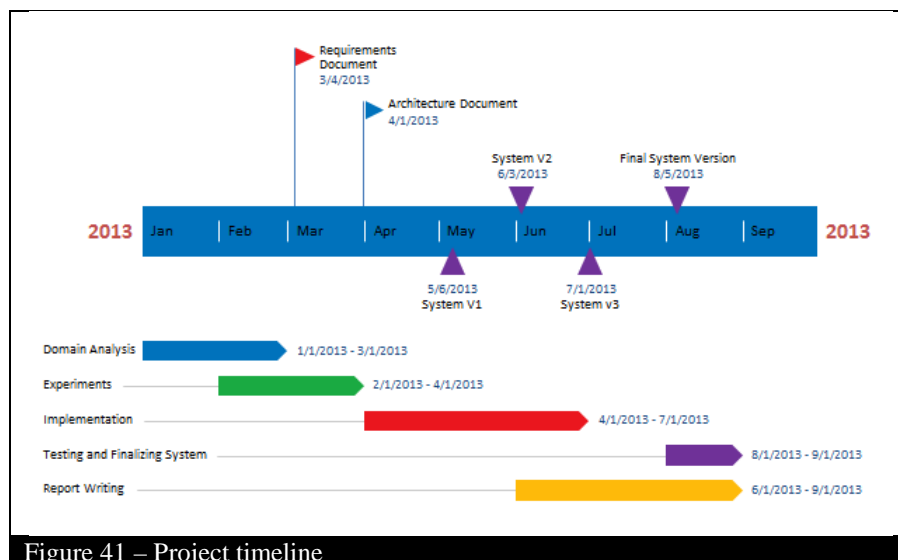 Requirements
Document
3/4/2013
Architecture Document
4/1/2013
System V2
6/3/2013
Final System Version
8/5/2013
2013 Jan Feb Mar Apr May Jun Jul Aug Sep 2013
5/6/2013
System V1
7/1/2013
System v3
Domain Analysis 1/1/2013 - 3/1/2013
Experiments 2/1/2013 - 4/1/2013
Implementation 4/1/2013 - 7/1/2013
Testing and Finalizing System 8/1/2013 - 9/1/2013
Report Writing 6/1/2013 - 9/1/2013
Figure 41 – Project timeline